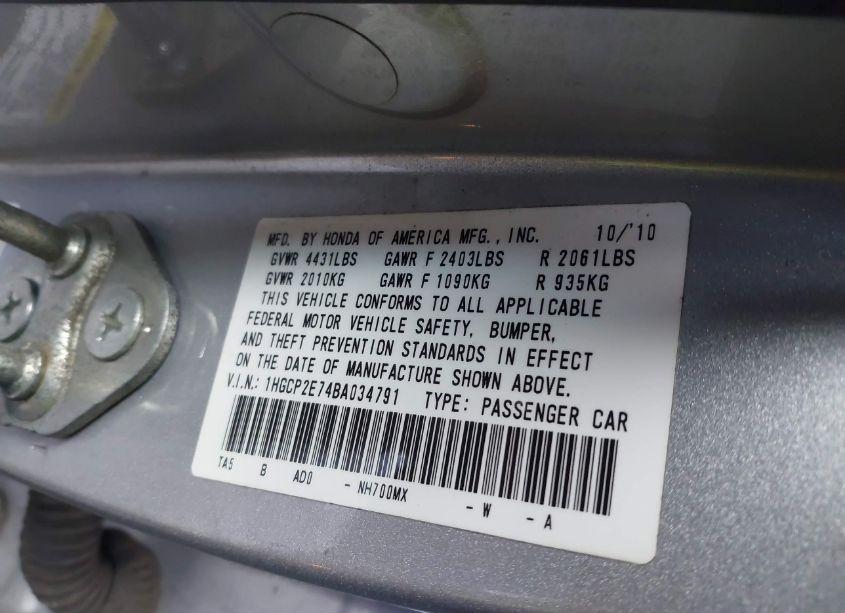 MFD. BY HONDA OF AMERICA MFG., INC. 10/'10
GVWR 4431LBS GAWR F 2403LBS R 2061LBS
GVWR 2010KG GAWR F 1090KG R 935KG
THIS VEHICLE CONFORMS TO ALL APPLICABLE
FEDERAL MOTOR VEHICLE SAFETY, BUMPER,
AND THEFT PREVENTION STANDARDS IN EFFECT
ON THE DATE OF MANUFACTURE SHOWN ABOVE.
V.I.N.: 1HGCP2E74BA034791 TYPE: PASSENGER CAR
TA5 B AD0 - NH700MX - W - A